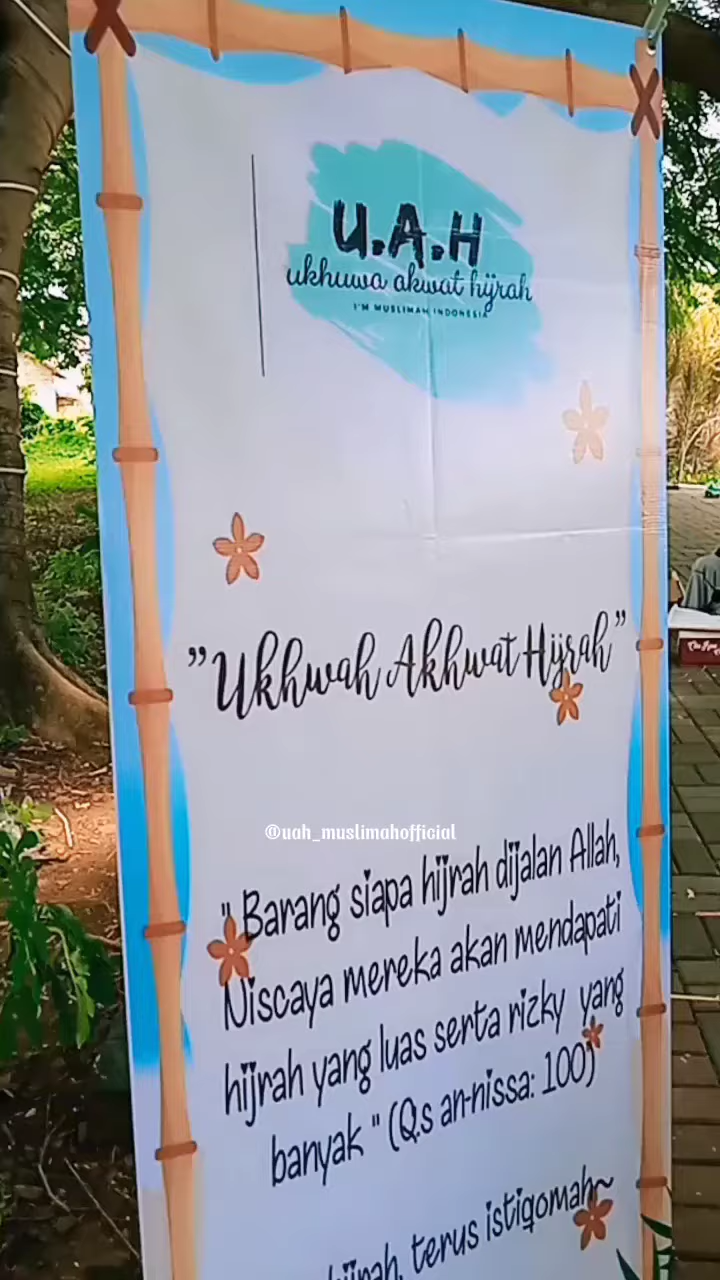 U.A.H
ukhuwa akwat hijrah
I'M MUSLIMAH INDONESIA
"Ukhwah Akhwat Hijrah"
@uah_muslimahofficial
" Barang siapa hijrah dijalan Allah,
Niscaya mereka akan mendapati
hijrah yang luas serta rizky yang
banyak " (Q.s an-nissa: 100)
hijrah, terus istiqomah~